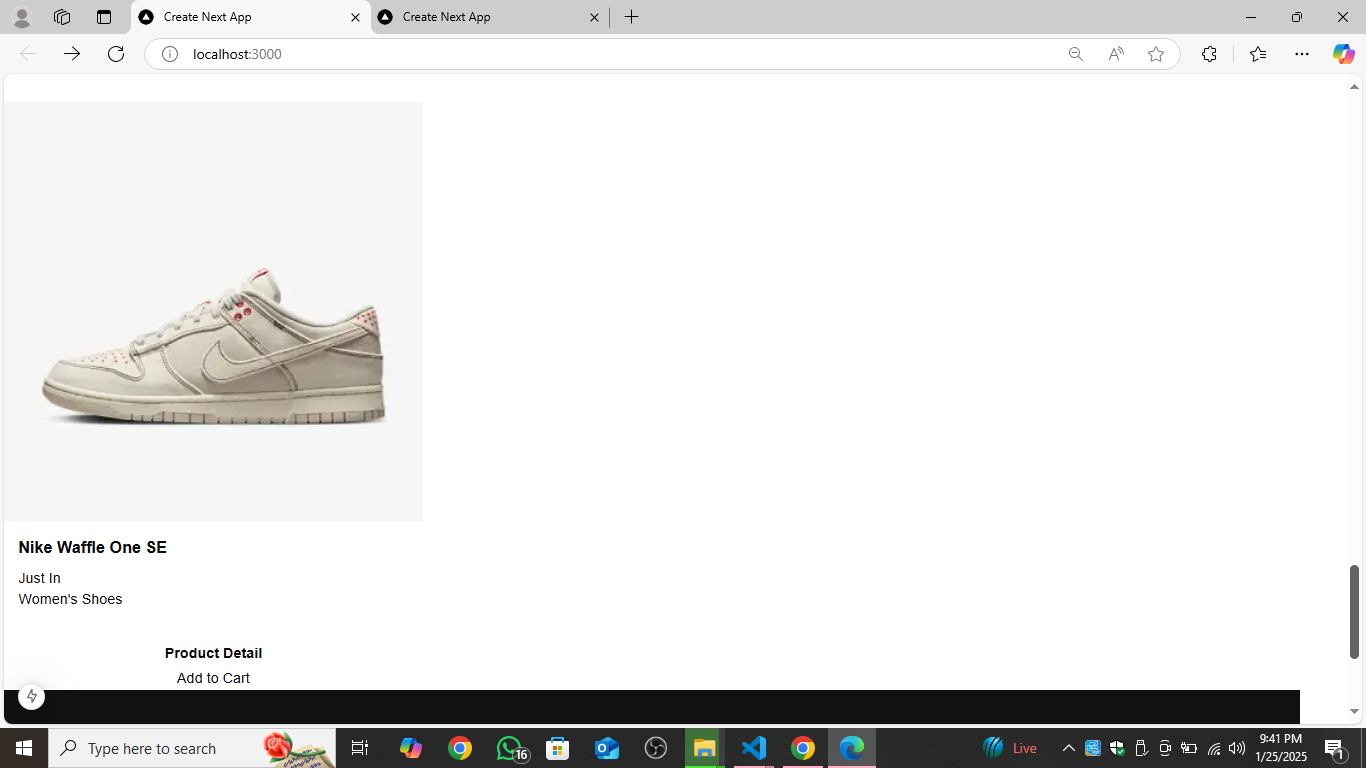 Create Next App
Create Next App
localhost:3000
Nike Waffle One SE
Just In
Women's Shoes
Product Detail
Add to Cart
Type here to search
16
Live
9:41 PM
1/25/2025
1